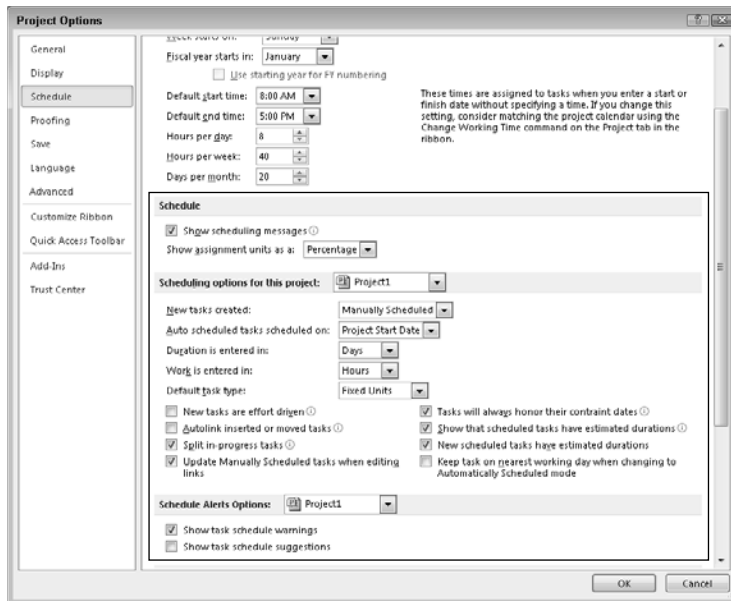 Project Options
General
Display
Schedule
Proofing
Save
Language
Advanced
Customize Ribbon
Quick Access Toolbar
Add-Ins
Trust Center
Week starts on: Sunday
Fiscal year starts in: January
Use starting year for FY numbering
Default start time: 8:00 AM
Default end time: 5:00 PM
Hours per day: 8
Hours per week: 40
Days per month: 20
These times are assigned to tasks when you enter a start or
finish date without specifying a time. If you change this
setting, consider matching the project calendar using the
Change Working Time command on the Project tab in the
ribbon.
Schedule
Show scheduling messages
Show assignment units as a: Percentage
Scheduling options for this project: Project1
New tasks created: Manually Scheduled
Auto scheduled tasks scheduled on: Project Start Date
Duration is entered in: Days
Work is entered in: Hours
Default task type: Fixed Units
New tasks are effort driven
Autolink inserted or moved tasks
Split in-progress tasks
Update Manually Scheduled tasks when editing
links
Tasks will always honor their contraint dates
Show that scheduled tasks have estimated durations
New scheduled tasks have estimated durations
Keep task on nearest working day when changing to
Automatically Scheduled mode
Schedule Alerts Options: Project1
Show task schedule warnings
Show task schedule suggestions
OK
Cancel